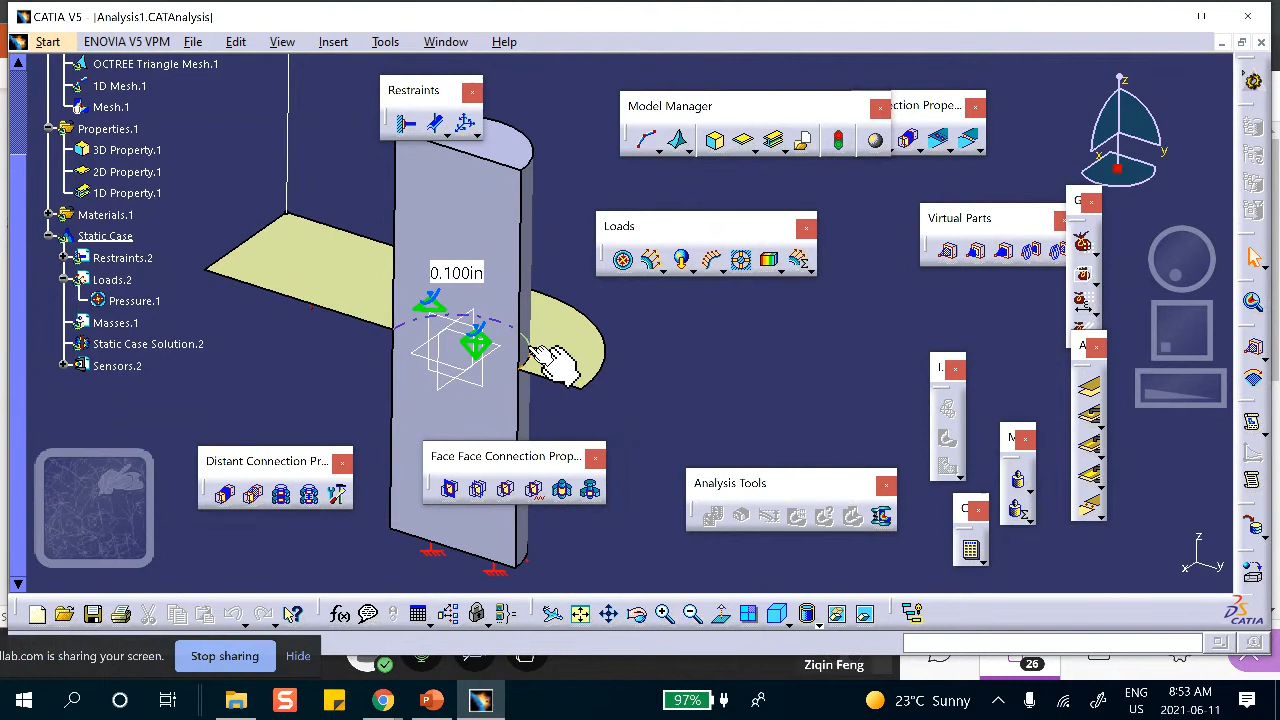 CATIA V5 - [Analysis1.CATAnalysis]
Start ENOVIA V5 VPM File Edit View Insert Tools Window Help
OCTREE Triangle Mesh.1
1D Mesh.1
Mesh.1
Properties.1
3D Property.1
2D Property.1
1D Property.1
Materials.1
Static Case
Restraints.2
Loads.2
Pressure.1
Masses.1
Static Case Solution.2
Sensors.2
Restraints
Model Manager
ction Prope...
Loads
Virtual Parts
G
0.100in
A
I.
M
C
Distant Connection Pr...
Face Face Connection Prop...
Analysis Tools
z
x
y
z
x
y
f(x)
CATIA
llab.com is sharing your screen.
Stop sharing
Hide
Ziqin Feng
26
97%
23°C Sunny
ENG
US
8:53 AM
2021-06-11